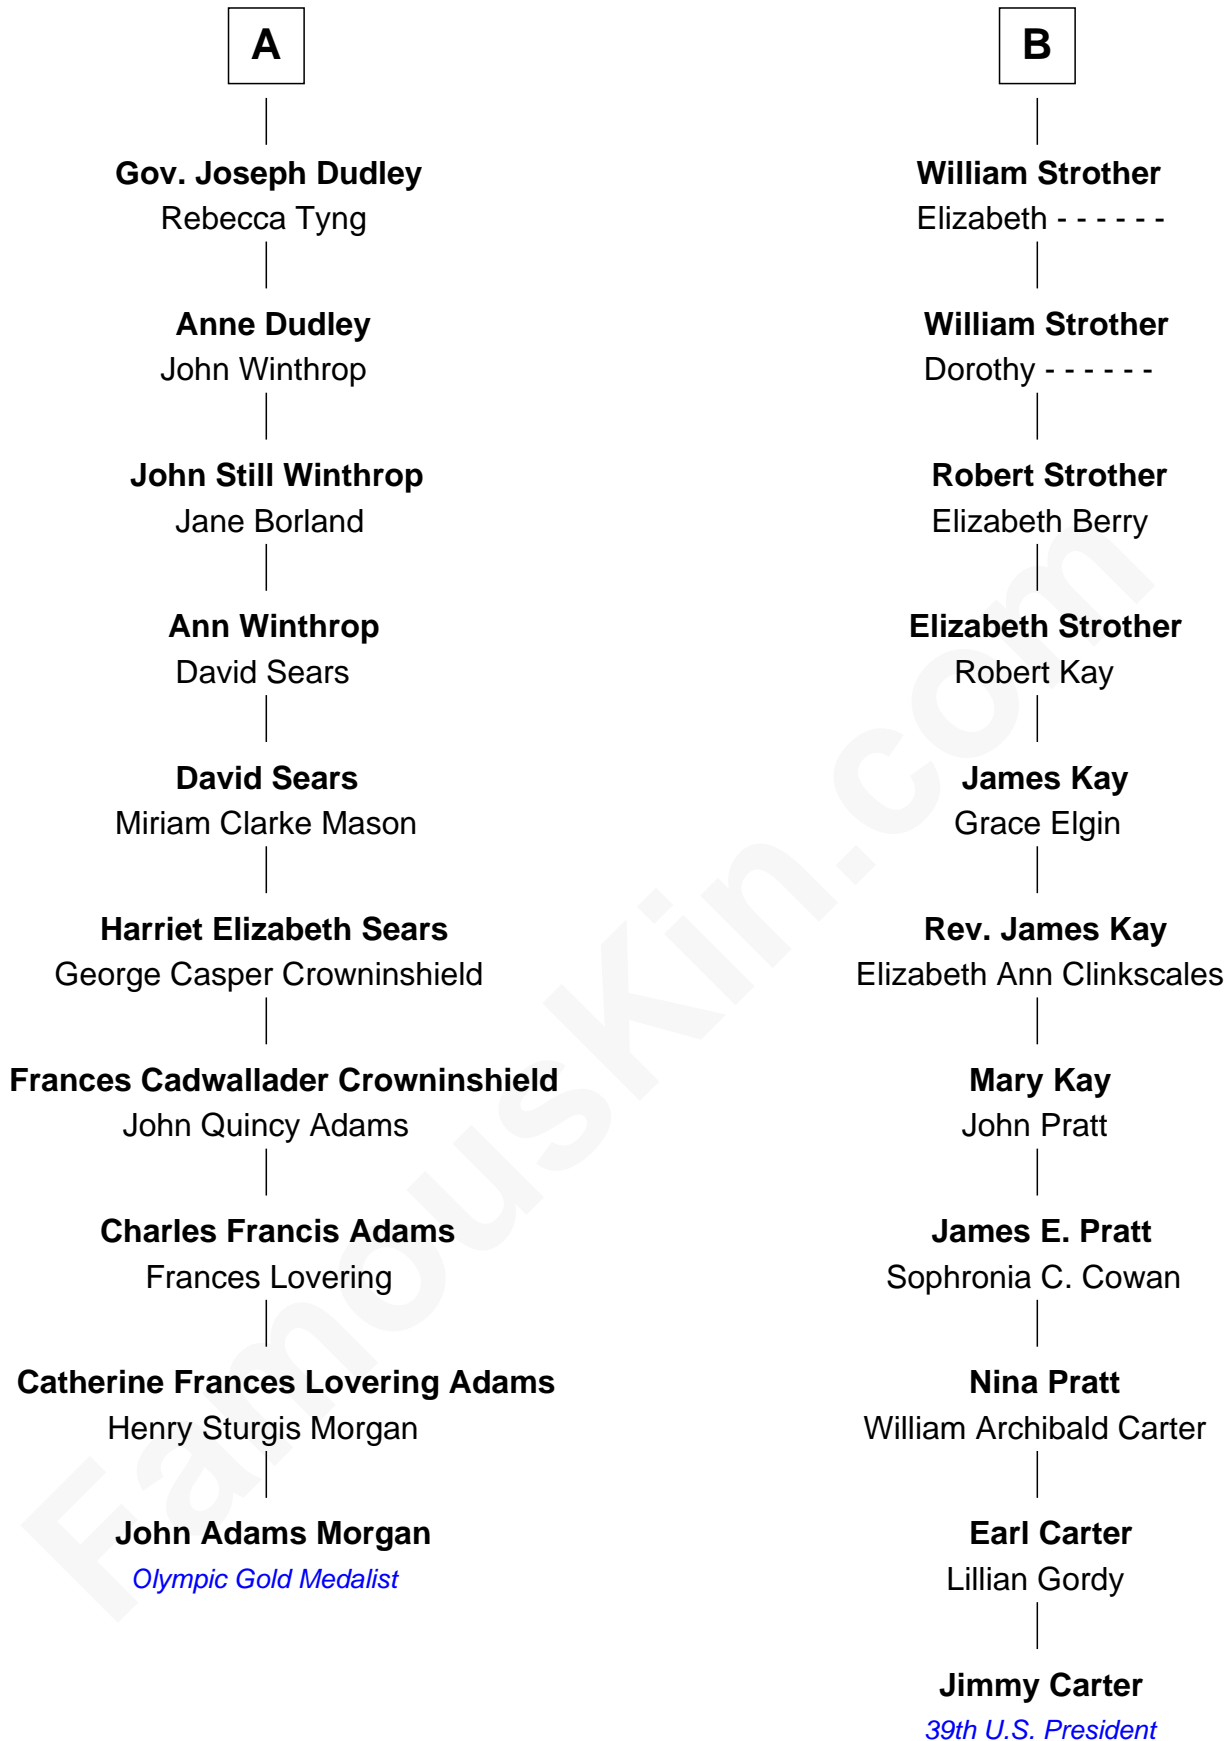 A
Gov. Joseph Dudley
Rebecca Tyng
Anne Dudley
John Winthrop
John Still Winthrop
Jane Borland
Ann Winthrop
David Sears
David Sears
Miriam Clarke Mason
Harriet Elizabeth Sears
George Casper Crowninshield
Frances Cadwallader Crowninshield
John Quincy Adams
Charles Francis Adams
Frances Lovering
Catherine Frances Lovering Adams
Henry Sturgis Morgan
John Adams Morgan
Olympic Gold Medalist
B
William Strother
Elizabeth - - - - - -
William Strother
Dorothy - - - - - -
Robert Strother
Elizabeth Berry
Elizabeth Strother
Robert Kay
James Kay
Grace Elgin
Rev. James Kay
Elizabeth Ann Clinkscales
Mary Kay
John Pratt
James E. Pratt
Sophronia C. Cowan
Nina Pratt
William Archibald Carter
Earl Carter
Lillian Gordy
Jimmy Carter
39th U.S. President
FamousKin.com